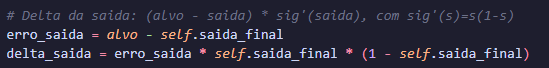 # Delta da saida: (alvo - saida) * sig'(saida), com sig'(s)=s(1-s)
erro_saida = alvo - self.saida_final
delta_saida = erro_saida * self.saida_final * (1 - self.saida_final)